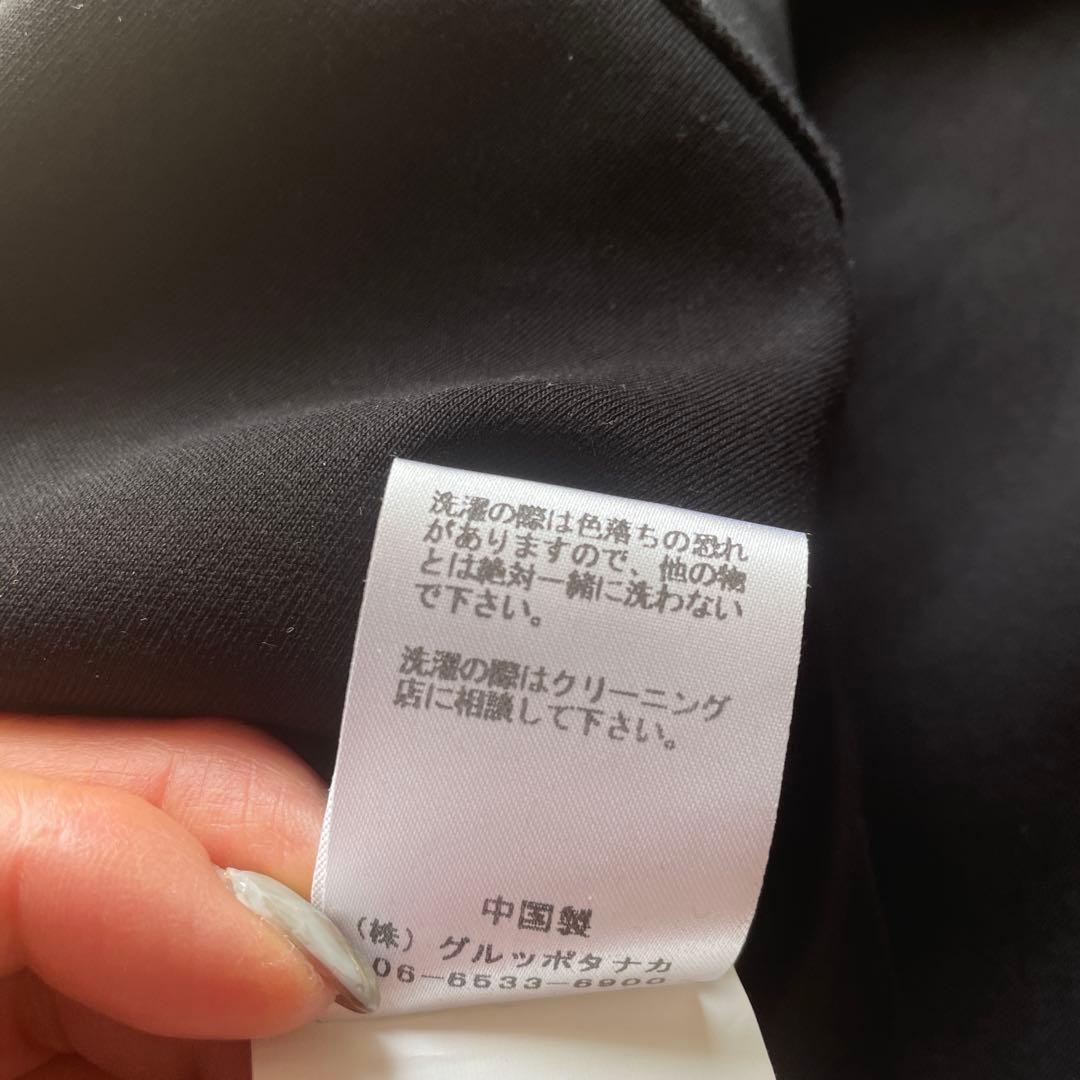 洗濯の際は色落ちの恐れ
がありますので、他の物
とは絶対一緒に洗わない
で下さい。
洗濯の際はクリーニング
店に相談して下さい。
中国製
(株) グルッポタナカ
06-6533-6900